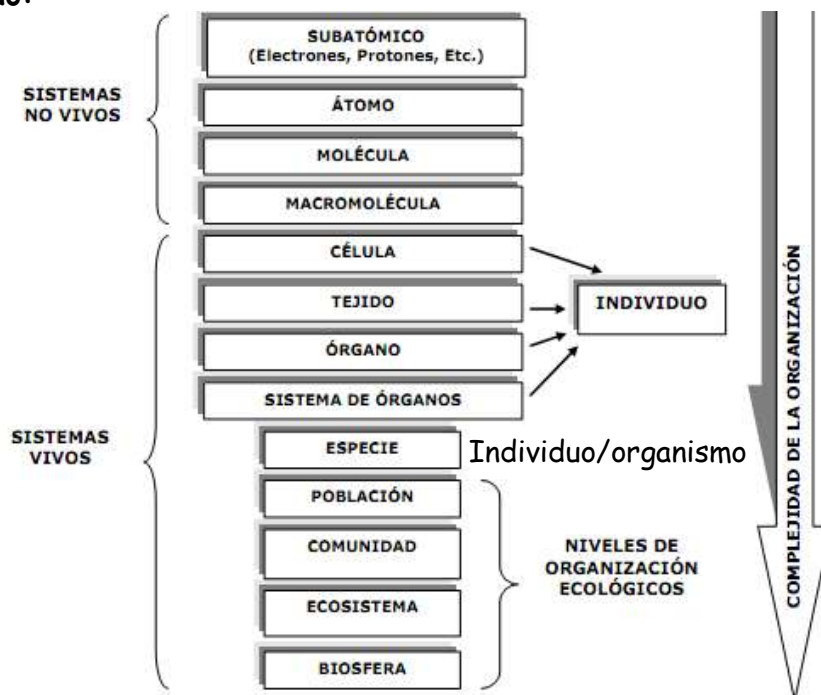 SUBATÓMICO
(Electrones, Protones, Etc.)
SISTEMAS
NO VIVOS
ÁTOMO
MOLÉCULA
MACROMOLÉCULA
CÉLULA
TEJIDO
INDIVIDUO
ÓRGANO
SISTEMA DE ÓRGANOS
SISTEMAS
VIVOS
ESPECIE
Individuo/organismo
POBLACIÓN
COMUNIDAD
ECOSISTEMA
BIOSFERA
NIVELES DE
ORGANIZACIÓN
ECOLÓGICOS
COMPLEJIDAD DE LA ORGANIZACIÓN